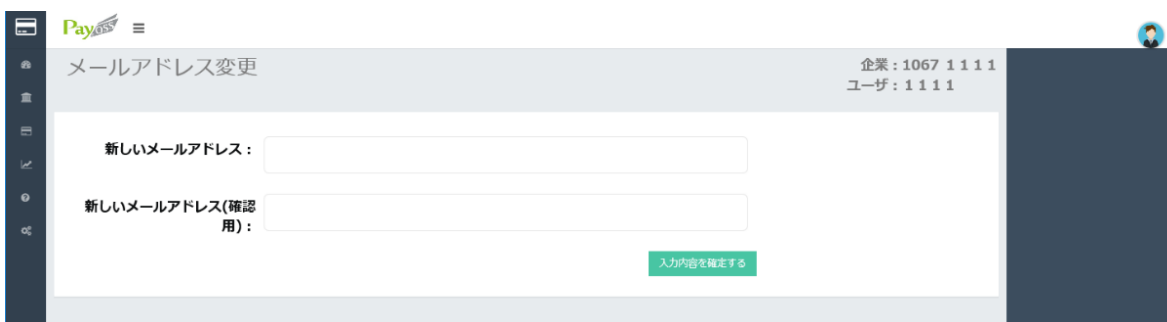 Payoss
メールアドレス変更
企業：1067 1 1 1 1
ユーザ：1 1 1 1
新しいメールアドレス：
新しいメールアドレス(確認
用)：
入力内容を確定する